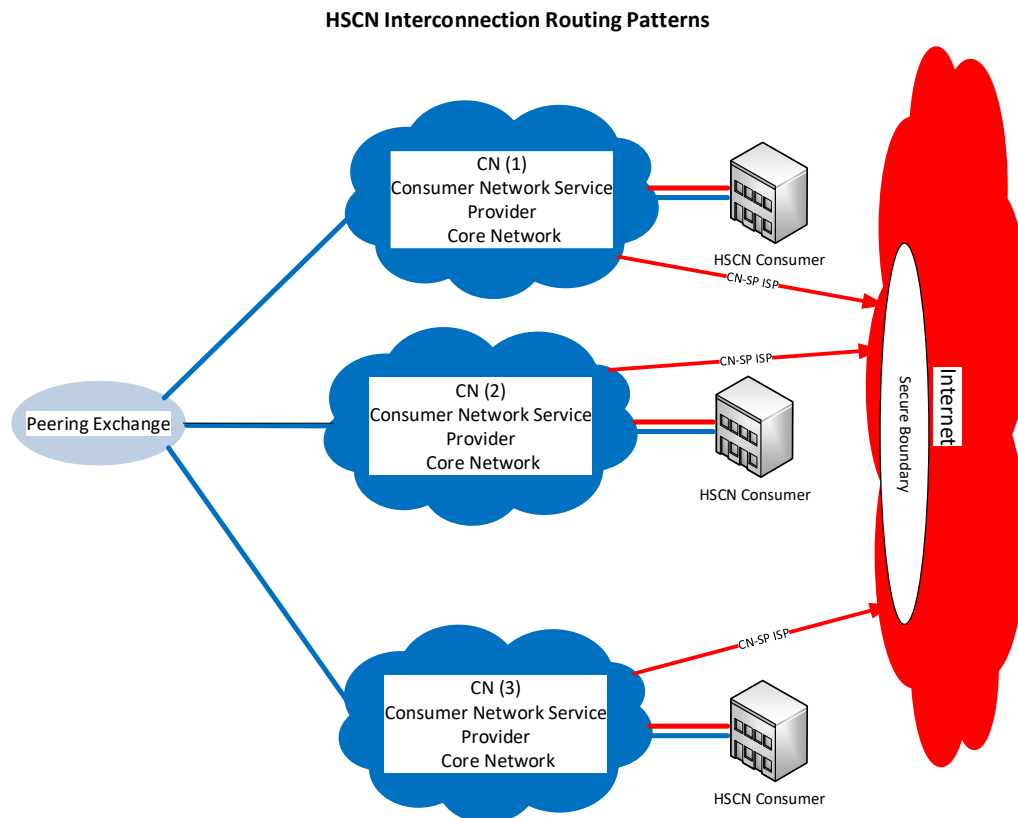 HSCN Interconnection Routing Patterns
CN (1)
Consumer Network Service
Provider
Core Network
HSCN Consumer
CN-SP ISP
Peering Exchange
CN (2)
Consumer Network Service
Provider
Core Network
CN-SP ISP
HSCN Consumer
Secure Boundary
Internet
CN (3)
Consumer Network Service
Provider
Core Network
CN-SP ISP
HSCN Consumer